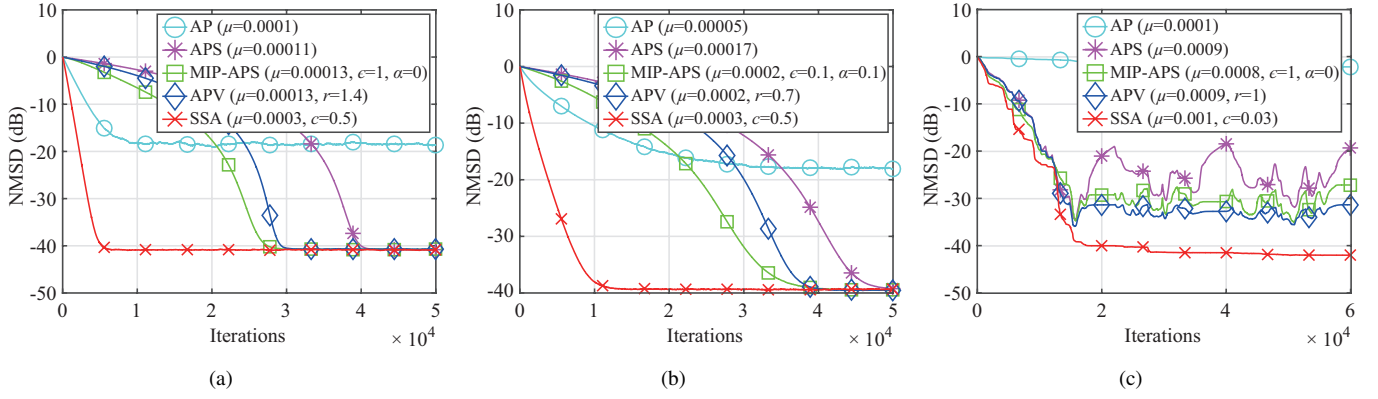 10
0
-10
-20
-30
-40
-50
NMSD (dB)
AP (μ=0.0001)
APS (μ=0.00011)
MIP-APS (μ=0.00013, c=1, α=0)
APV (μ=0.00013, r=1.4)
SSA (μ=0.0003, c=0.5)
0 1 2 3 4 5
Iterations × 10^4
(a)
10
0
-10
-20
-30
-40
NMSD (dB)
AP (μ=0.00005)
APS (μ=0.00017)
MIP-APS (μ=0.0002, c=0.1, α=0.1)
APV (μ=0.0002, r=0.7)
SSA (μ=0.0003, c=0.5)
0 1 2 3 4 5
Iterations × 10^4
(b)
10
0
-10
-20
-30
-40
-50
NMSD (dB)
AP (μ=0.0001)
APS (μ=0.0009)
MIP-APS (μ=0.0008, c=1, α=0)
APV (μ=0.0009, r=1)
SSA (μ=0.001, c=0.03)
0 2 4 6
Iterations × 10^4
(c)